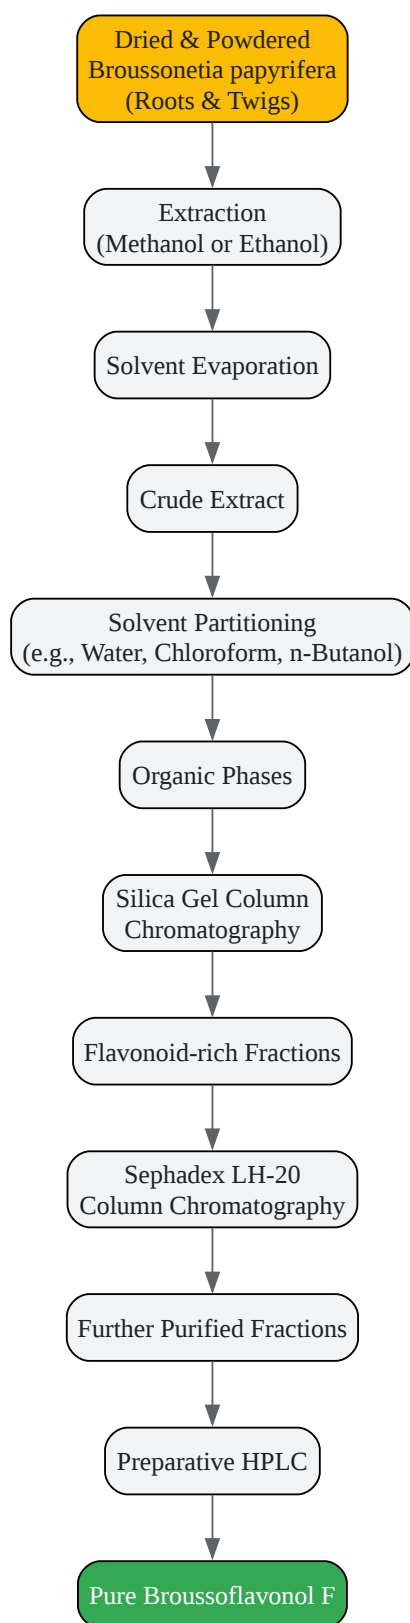 Dried & Powdered
Broussonetia papyrifera
(Roots & Twigs)
Extraction
(Methanol or Ethanol)
Solvent Evaporation
Crude Extract
Solvent Partitioning
(e.g., Water, Chloroform, n-Butanol)
Organic Phases
Silica Gel Column
Chromatography
Flavonoid-rich Fractions
Sephadex LH-20
Column Chromatography
Further Purified Fractions
Preparative HPLC
Pure Broussoflavonol F